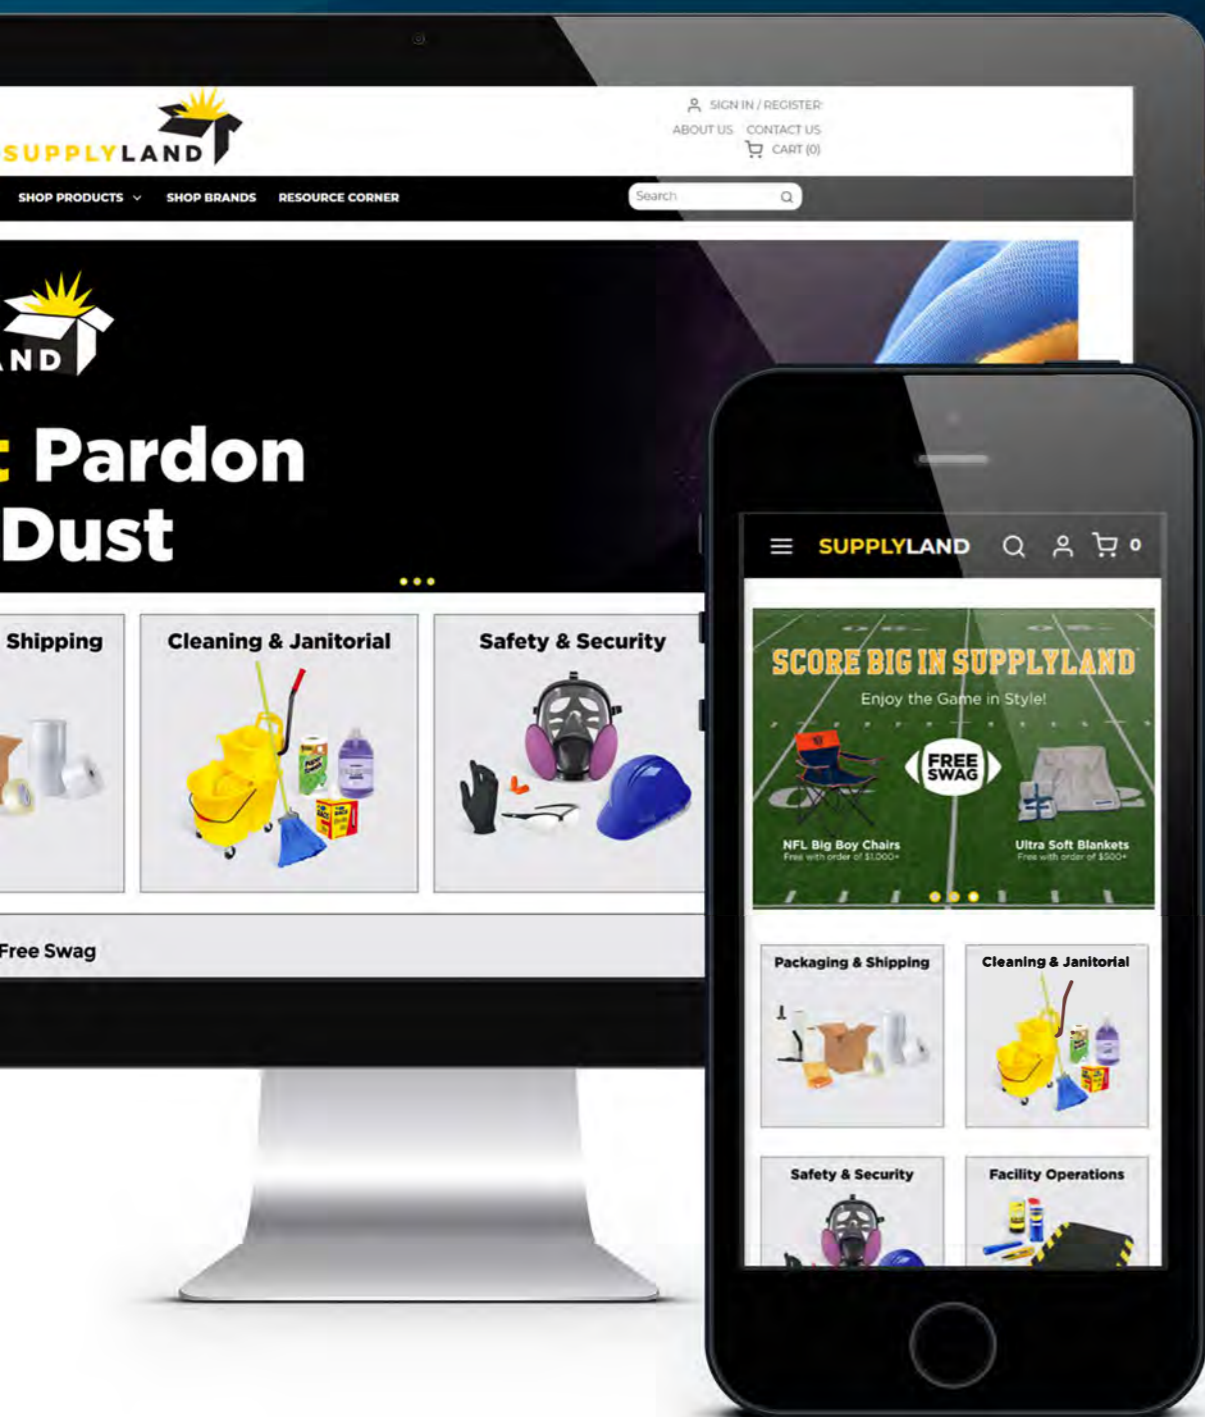 SUPPLYLAND
SIGN IN / REGISTER
ABOUT US CONTACT US
CART (0)
SHOP PRODUCTS SHOP BRANDS RESOURCE CORNER
Search
AND
t Pardon
Dust
Shipping
Cleaning & Janitorial
Safety & Security
Free Swag
SUPPLYLAND
0
SCORE BIG IN SUPPLYLAND
Enjoy the Game in Style!
FREE
SWAG
NFL Big Boy Chairs
Free with order of $1,000+
Ultra Soft Blankets
Free with order of $500+
Packaging & Shipping
Cleaning & Janitorial
Safety & Security
Facility Operations